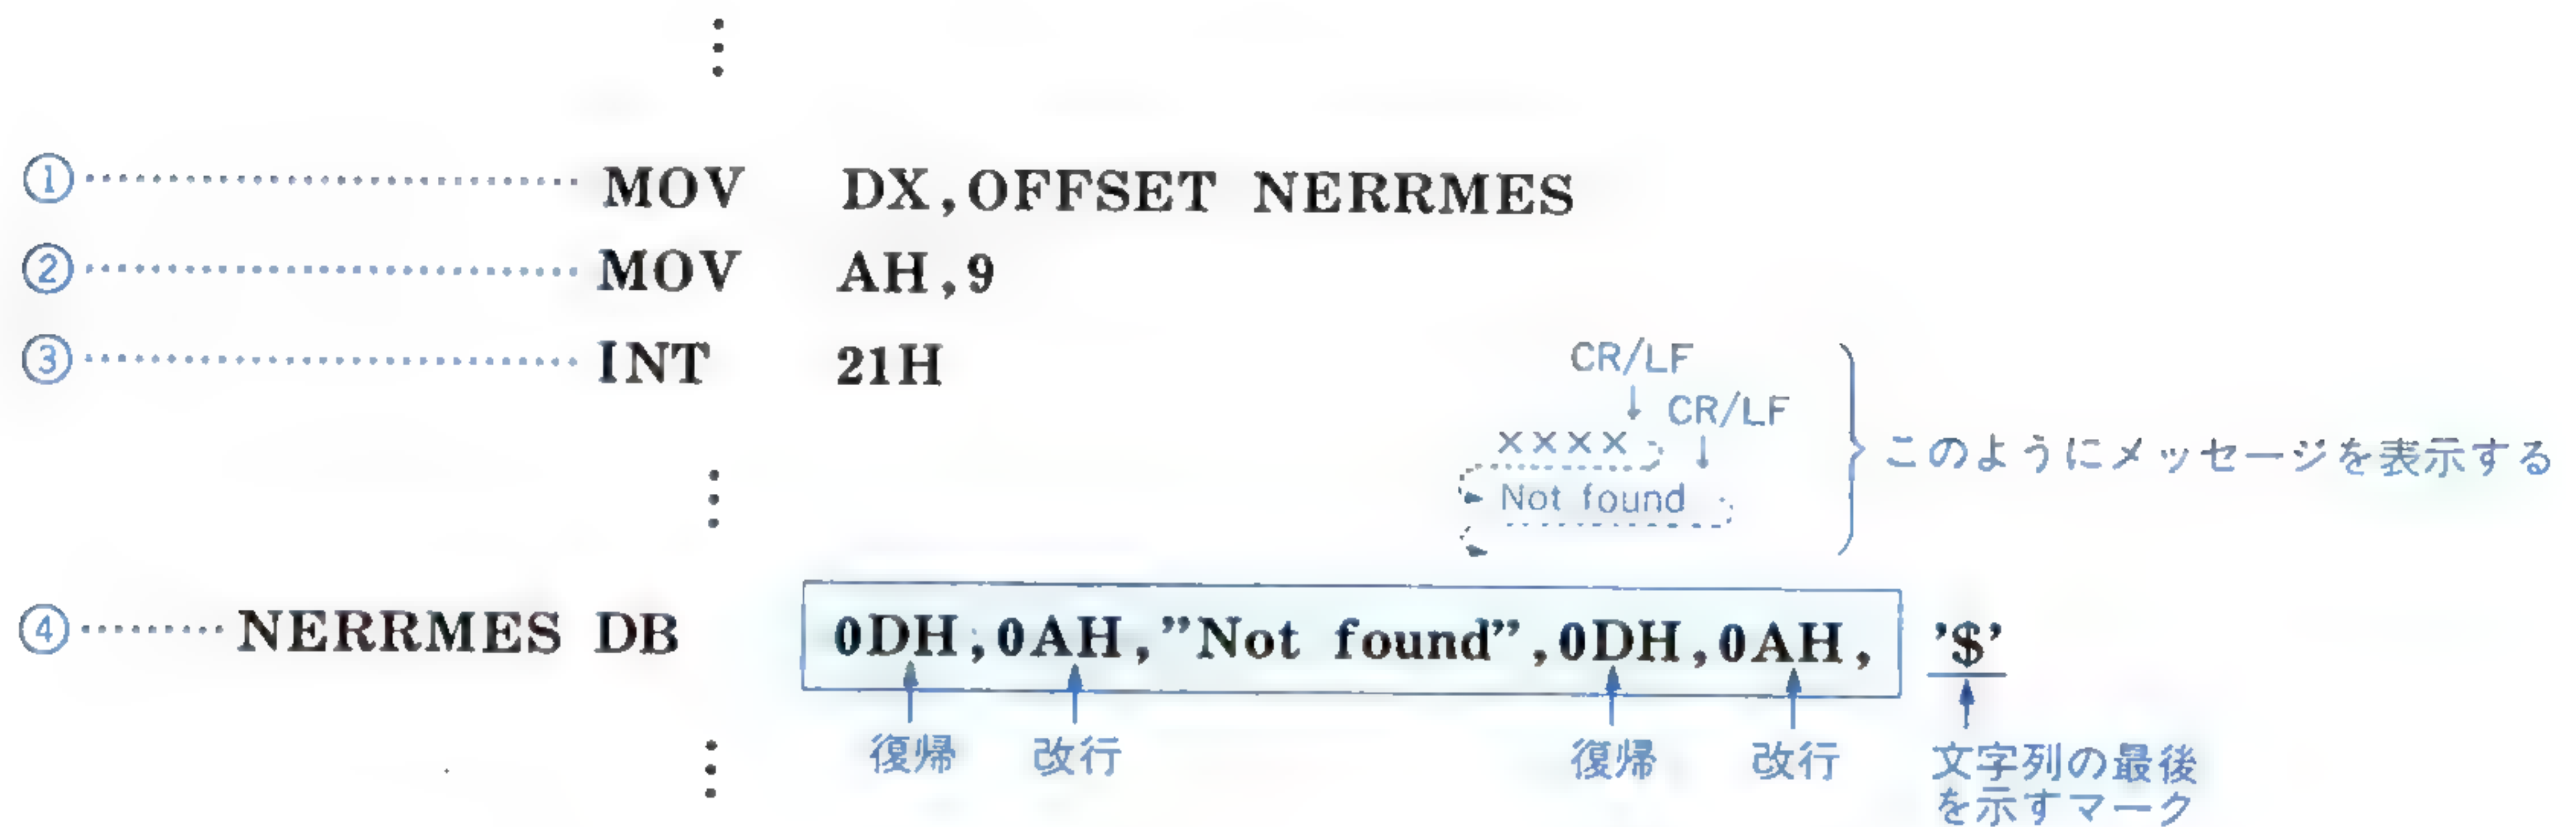 ① MOV DX,OFFSET NERRMES
② MOV AH,9
③ INT 21H
CR/LF
CR/LF
××××
このようにメッセージを表示する
Not found
④ NERRMES DB 0DH,0AH,”Not found”,0DH,0AH, ’$’
復帰 改行 復帰 改行 文字列の最後
を示すマーク